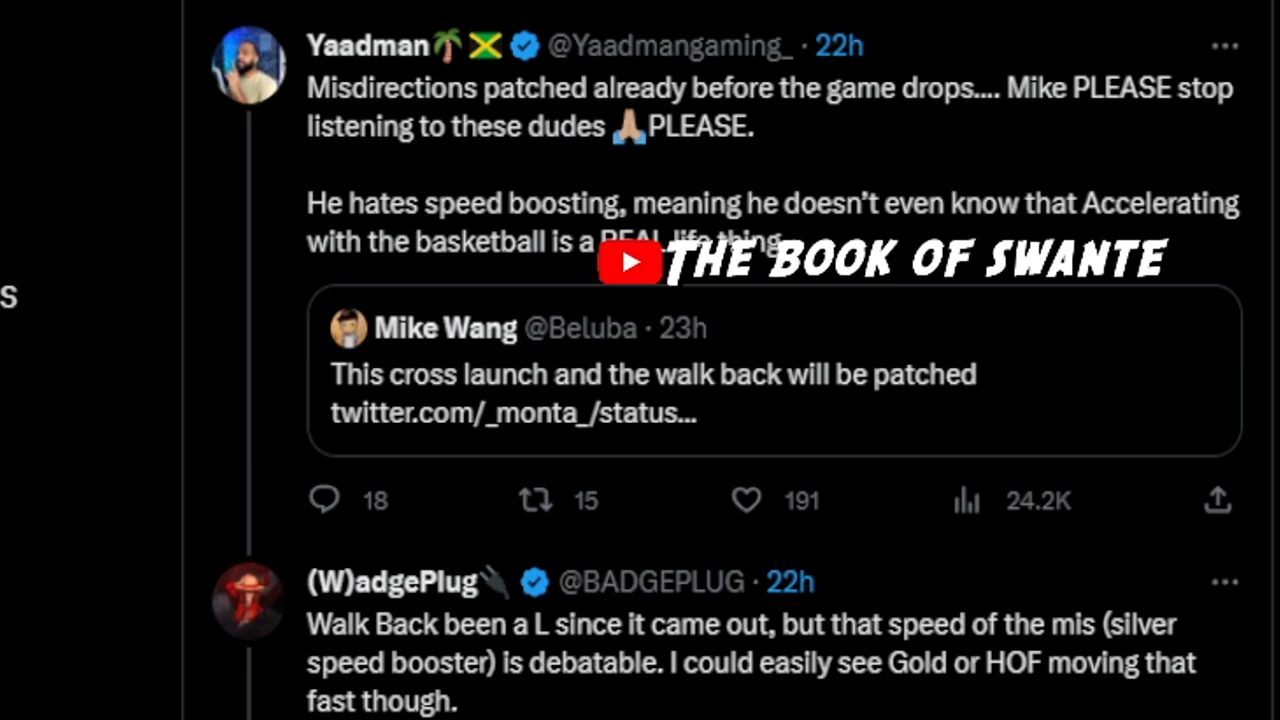 Yaadman🌴🇯🇲 @Yaadmangaming_ · 22h
Misdirections patched already before the game drops.... Mike PLEASE stop
listening to these dudes 🙏🏼PLEASE.
He hates speed boosting, meaning he doesn't even know that Accelerating
with the basketball is a REAL life thing
THE BOOK OF SWANTE
S
Mike Wang @Beluba · 23h
This cross launch and the walk back will be patched
twitter.com/_monta_/status...
18 15 191 24.2K
(W)adgePlug🔌 @BADGEPLUG · 22h
Walk Back been a L since it came out, but that speed of the mis (silver
speed booster) is debatable. I could easily see Gold or HOF moving that
fast though.